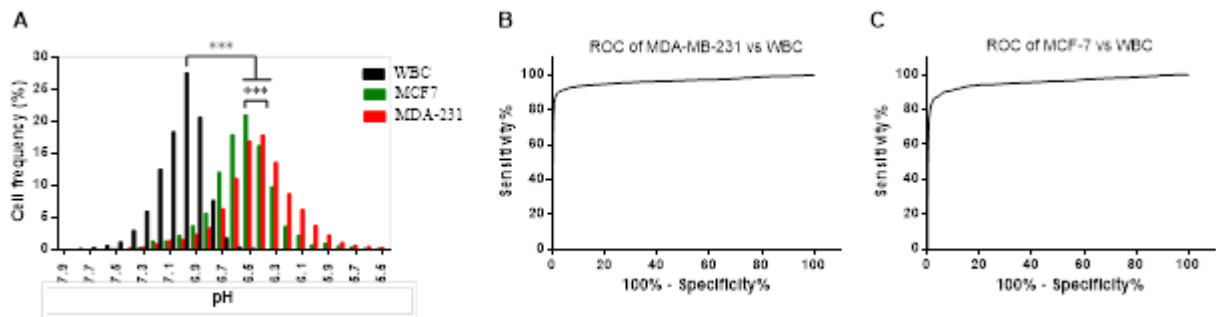 A
***
***
WBC
MCF7
MDA-231
Cell frequency (%)
30
25
20
15
10
5
0
7.9 7.7 7.5 7.3 7.1 6.9 6.7 6.5 6.3 6.1 5.9 5.7 5.5
pH
B
ROC of MDA-MB-231 vs WBC
Sensitivity%
100
80
60
40
20
0
0 20 40 60 80 100
100% - Specificity%
C
ROC of MCF-7 vs WBC
Sensitivity%
100
80
60
40
20
0
0 20 40 60 80 100
100% - Specificity%